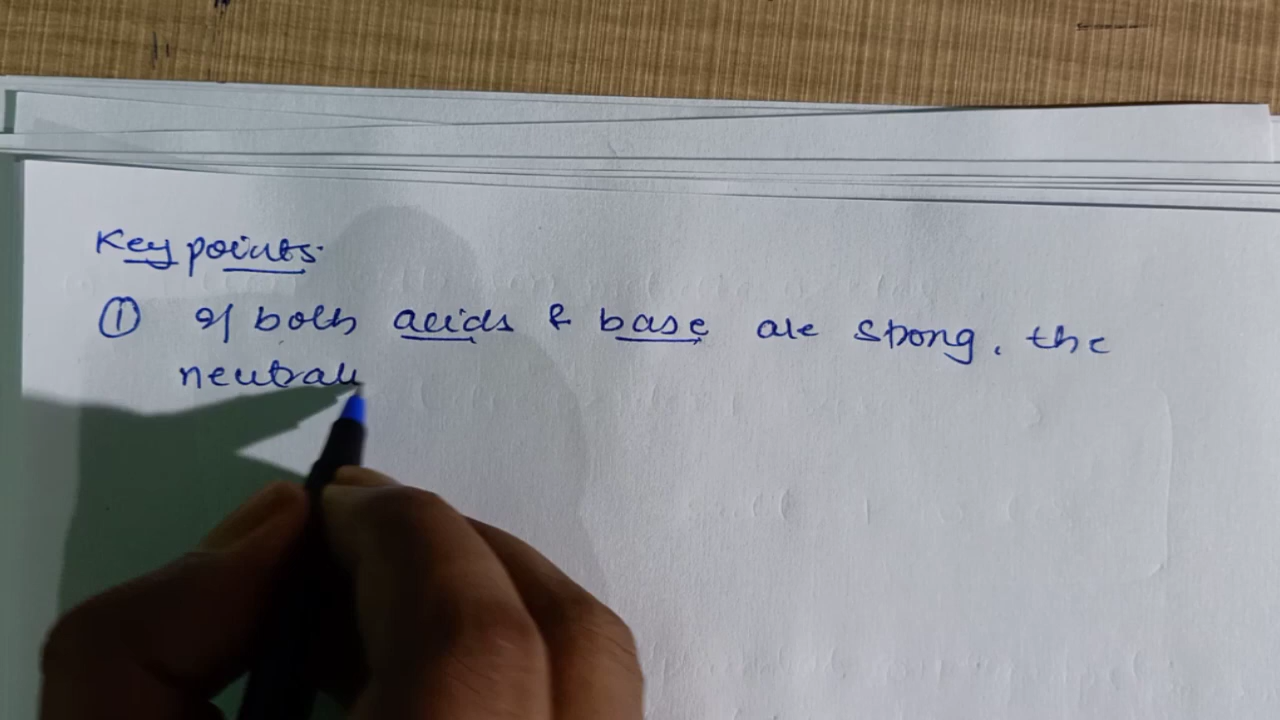 Key points.
① If both acids & base are strong, the
neutrali